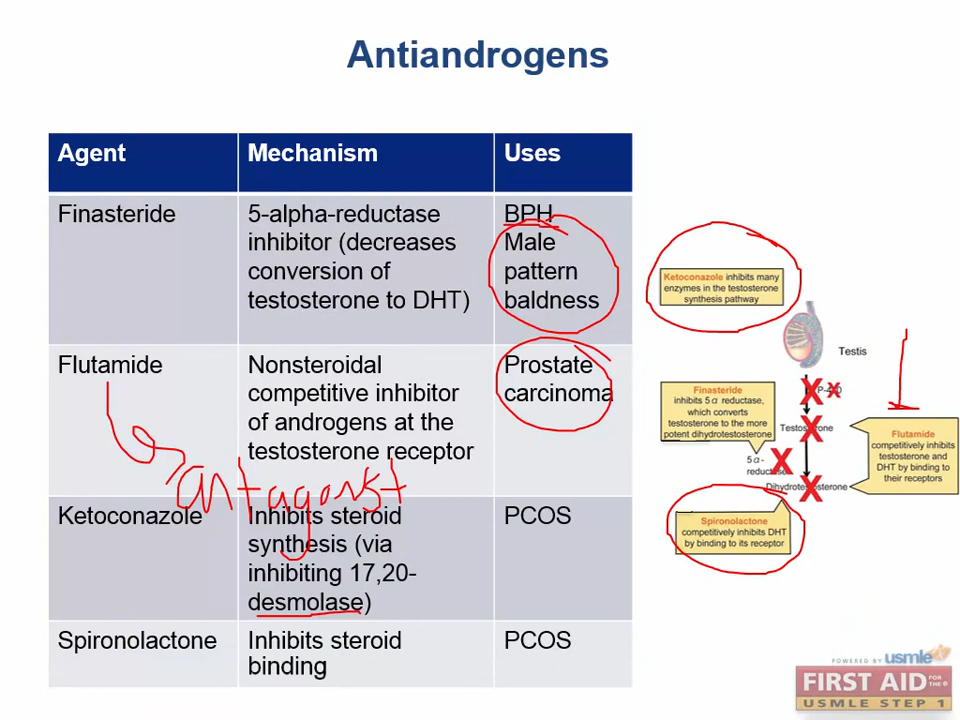 Antiandrogens
Agent
Mechanism
Uses
Finasteride
5-alpha-reductase
inhibitor (decreases
conversion of
testosterone to DHT)
BPH
Male
pattern
baldness
Flutamide
Nonsteroidal
competitive inhibitor
of androgens at the
testosterone receptor
Prostate
carcinoma
antagonist
Ketoconazole
Inhibits steroid
synthesis (via
inhibiting 17,20-
desmolase)
PCOS
Spironolactone
Inhibits steroid
binding
PCOS
Ketoconazole inhibits many
enzymes in the testosterone
synthesis pathway
Testis
Finasteride
inhibits 5α reductase,
which converts
testosterone to the more
potent dihydrotestosterone
Testosterone
Flutamide
competitively inhibits
testosterone and
DHT by binding to
their receptors
5α-
reductase
Dihydrotestosterone
Spironolactone
competitively inhibits DHT
by binding to its receptor
POWERED BY usmle
FIRST AID FOR THE®
USMLE STEP 1